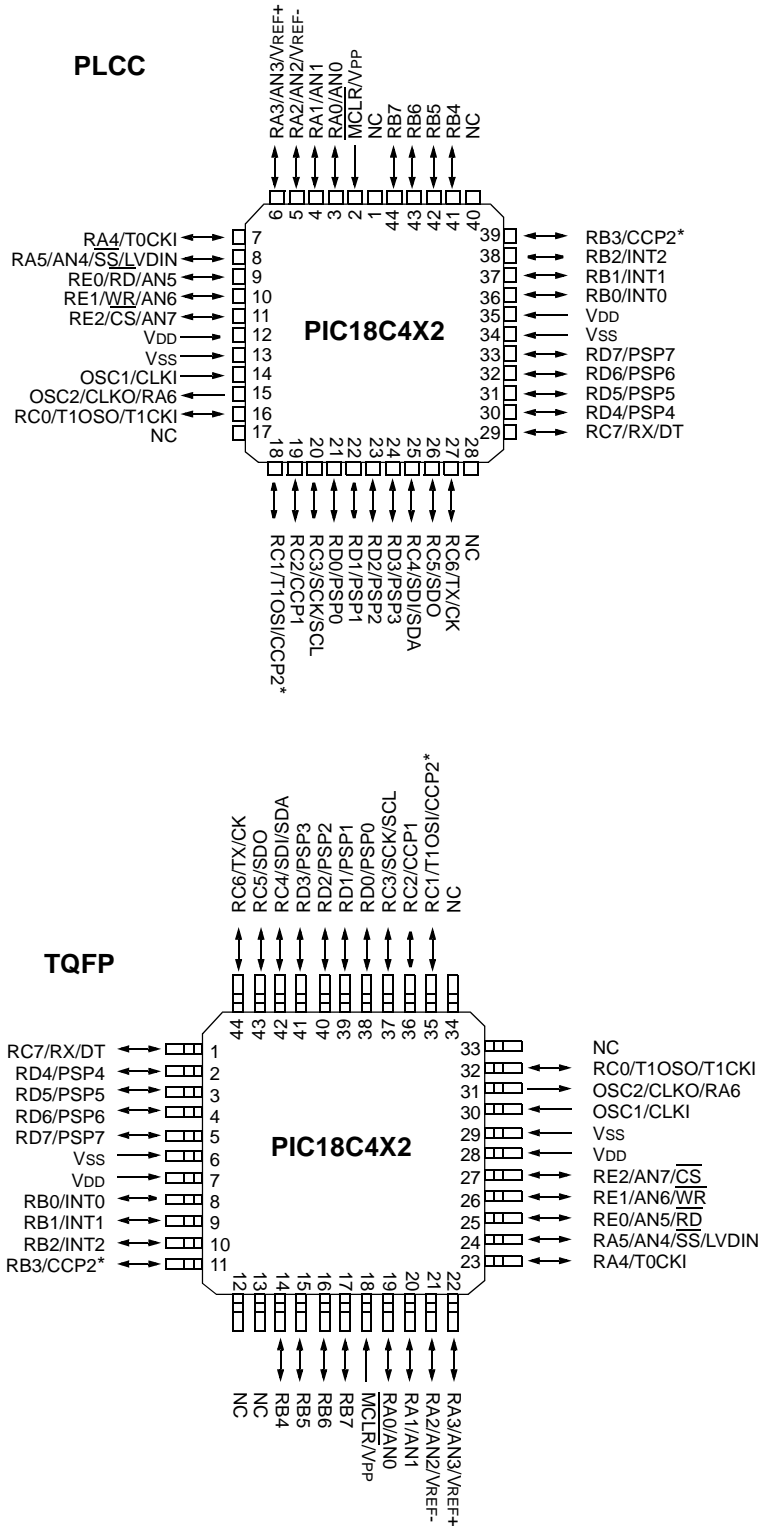 PLCC
RA3/AN3/VREF+
RA2/AN2/VREF-
RA1/AN1
RA0/AN0
MCLR/VPP
NC
RB7
RB6
RB5
RB4
NC
6
5
4
3
2
1
44
43
42
41
40
RA4/T0CKI 7
RA5/AN4/SS/LVDIN 8
RE0/RD/AN5 9
RE1/WR/AN6 10
RE2/CS/AN7 11
VDD 12
VSS 13
OSC1/CLKI 14
OSC2/CLKO/RA6 15
RC0/T1OSO/T1CKI 16
NC 17
PIC18C4X2
39 RB3/CCP2*
38 RB2/INT2
37 RB1/INT1
36 RB0/INT0
35 VDD
34 VSS
33 RD7/PSP7
32 RD6/PSP6
31 RD5/PSP5
30 RD4/PSP4
29 RC7/RX/DT
18
19
20
21
22
23
24
25
26
27
28
RC1/T1OSI/CCP2*
RC2/CCP1
RC3/SCK/SCL
RD0/PSP0
RD1/PSP1
RD2/PSP2
RD3/PSP3
RC4/SDI/SDA
RC5/SDO
RC6/TX/CK
NC
TQFP
RC6/TX/CK
RC5/SDO
RC4/SDI/SDA
RD3/PSP3
RD2/PSP2
RD1/PSP1
RD0/PSP0
RC3/SCK/SCL
RC2/CCP1
RC1/T1OSI/CCP2*
NC
44
43
42
41
40
39
38
37
36
35
34
RC7/RX/DT 1
RD4/PSP4 2
RD5/PSP5 3
RD6/PSP6 4
RD7/PSP7 5
VSS 6
VDD 7
RB0/INT0 8
RB1/INT1 9
RB2/INT2 10
RB3/CCP2* 11
PIC18C4X2
33 NC
32 RC0/T1OSO/T1CKI
31 OSC2/CLKO/RA6
30 OSC1/CLKI
29 VSS
28 VDD
27 RE2/AN7/CS
26 RE1/AN6/WR
25 RE0/AN5/RD
24 RA5/AN4/SS/LVDIN
23 RA4/T0CKI
12
13
14
15
16
17
18
19
20
21
22
NC
NC
RB4
RB5
RB6
RB7
MCLR/VPP
RA0/AN0
RA1/AN1
RA2/AN2/VREF-
RA3/AN3/VREF+